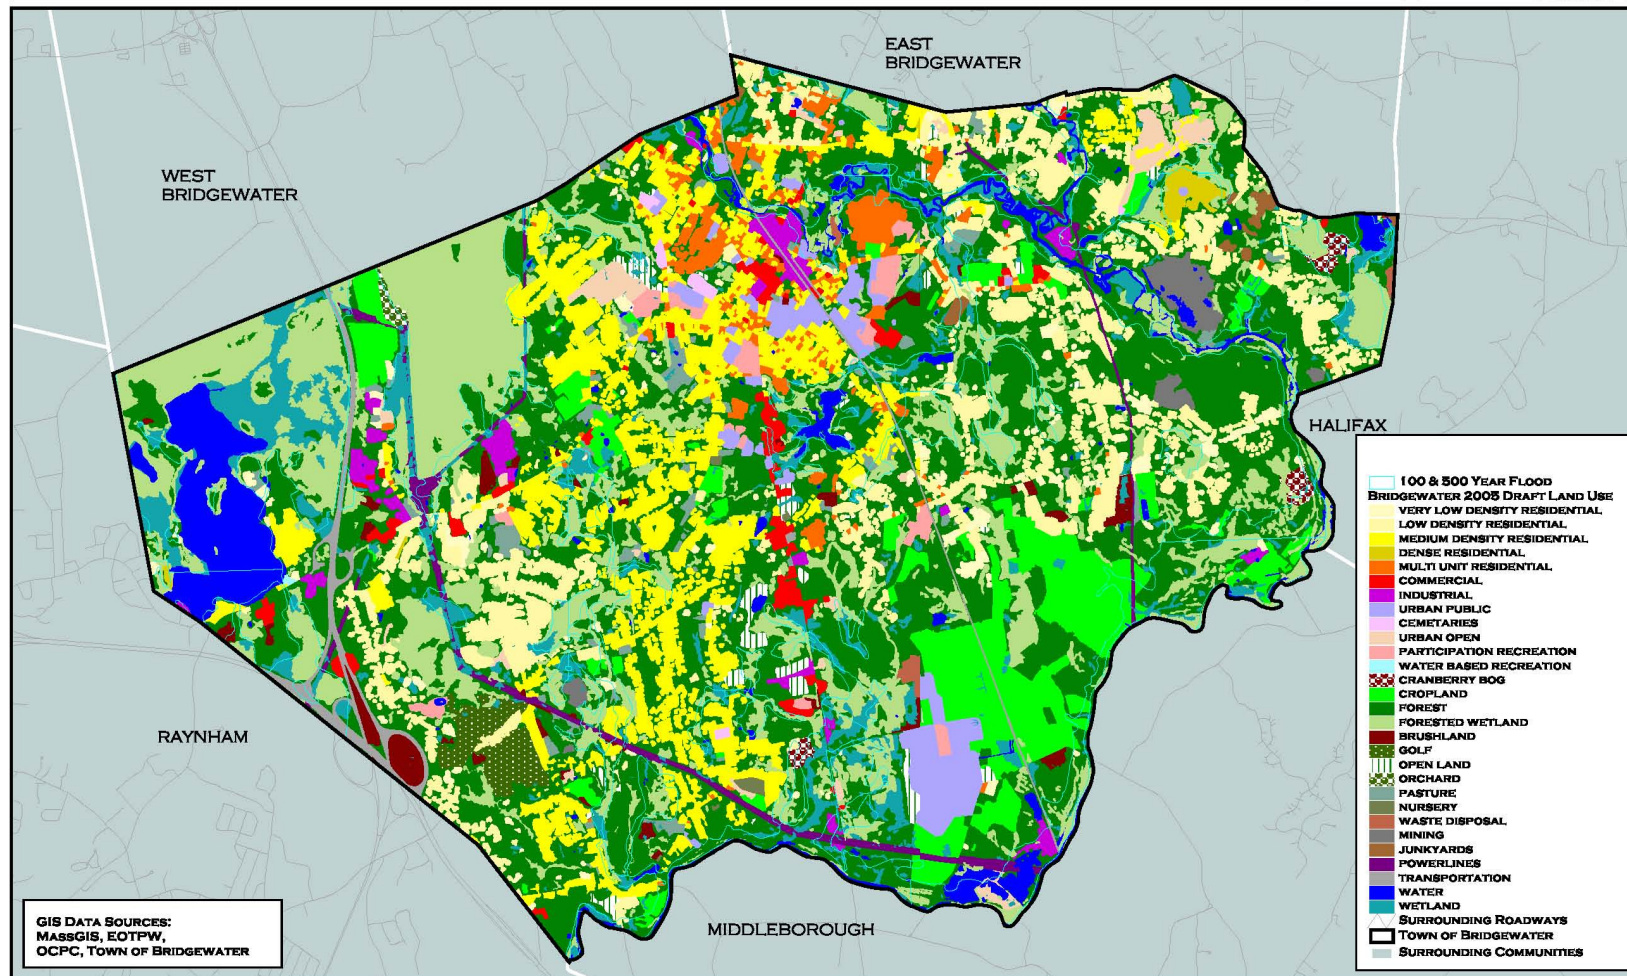 EAST
BRIDGEWATER
WEST
BRIDGEWATER
HALIFAX
RAYNHAM
MIDDLEBOROUGH
100 & 500 YEAR FLOOD
BRIDGEWATER 2005 DRAFT LAND USE
VERY LOW DENSITY RESIDENTIAL
LOW DENSITY RESIDENTIAL
MEDIUM DENSITY RESIDENTIAL
DENSE RESIDENTIAL
MULTI UNIT RESIDENTIAL
COMMERCIAL
INDUSTRIAL
URBAN PUBLIC
CEMETARIES
URBAN OPEN
PARTICIPATION RECREATION
WATER BASED RECREATION
CRANBERRY BOG
CROPLAND
FOREST
FORESTED WETLAND
BRUSHLAND
GOLF
OPEN LAND
ORCHARD
PASTURE
NURSERY
WASTE DISPOSAL
MINING
JUNKYARDS
POWERLINES
TRANSPORTATION
WATER
WETLAND
SURROUNDING ROADWAYS
TOWN OF BRIDGEWATER
SURROUNDING COMMUNITIES
GIS DATA SOURCES:
MASSGIS, EOTPW,
OCPC, TOWN OF BRIDGEWATER